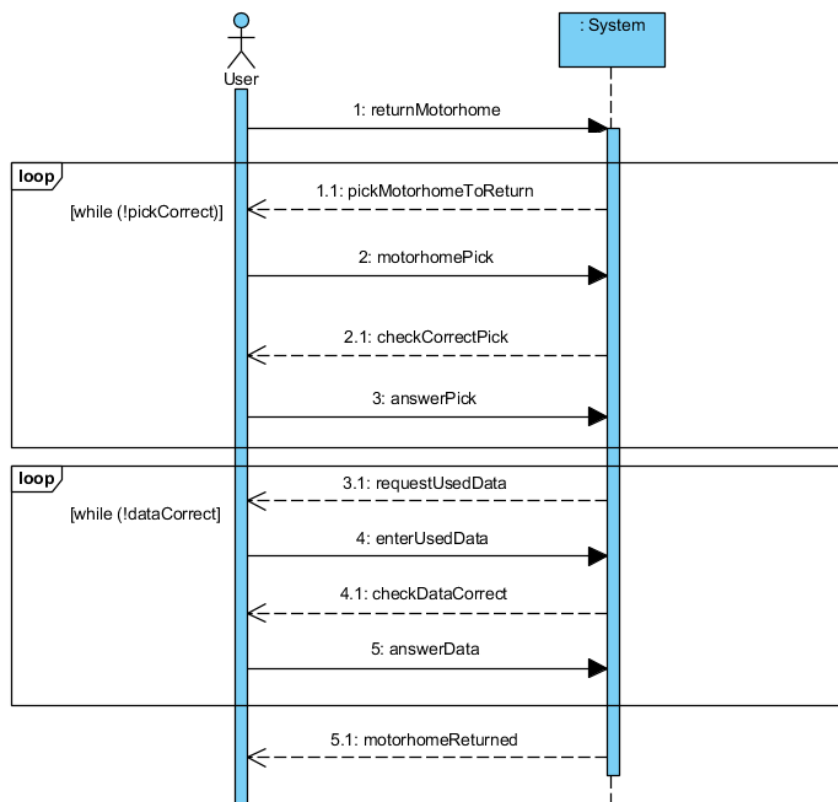 : System
User
1: returnMotorhome
loop
1.1: pickMotorhomeToReturn
[while (!pickCorrect)]
2: motorhomePick
2.1: checkCorrectPick
3: answerPick
loop
3.1: requestUsedData
[while (!dataCorrect]
4: enterUsedData
4.1: checkDataCorrect
5: answerData
5.1: motorhomeReturned